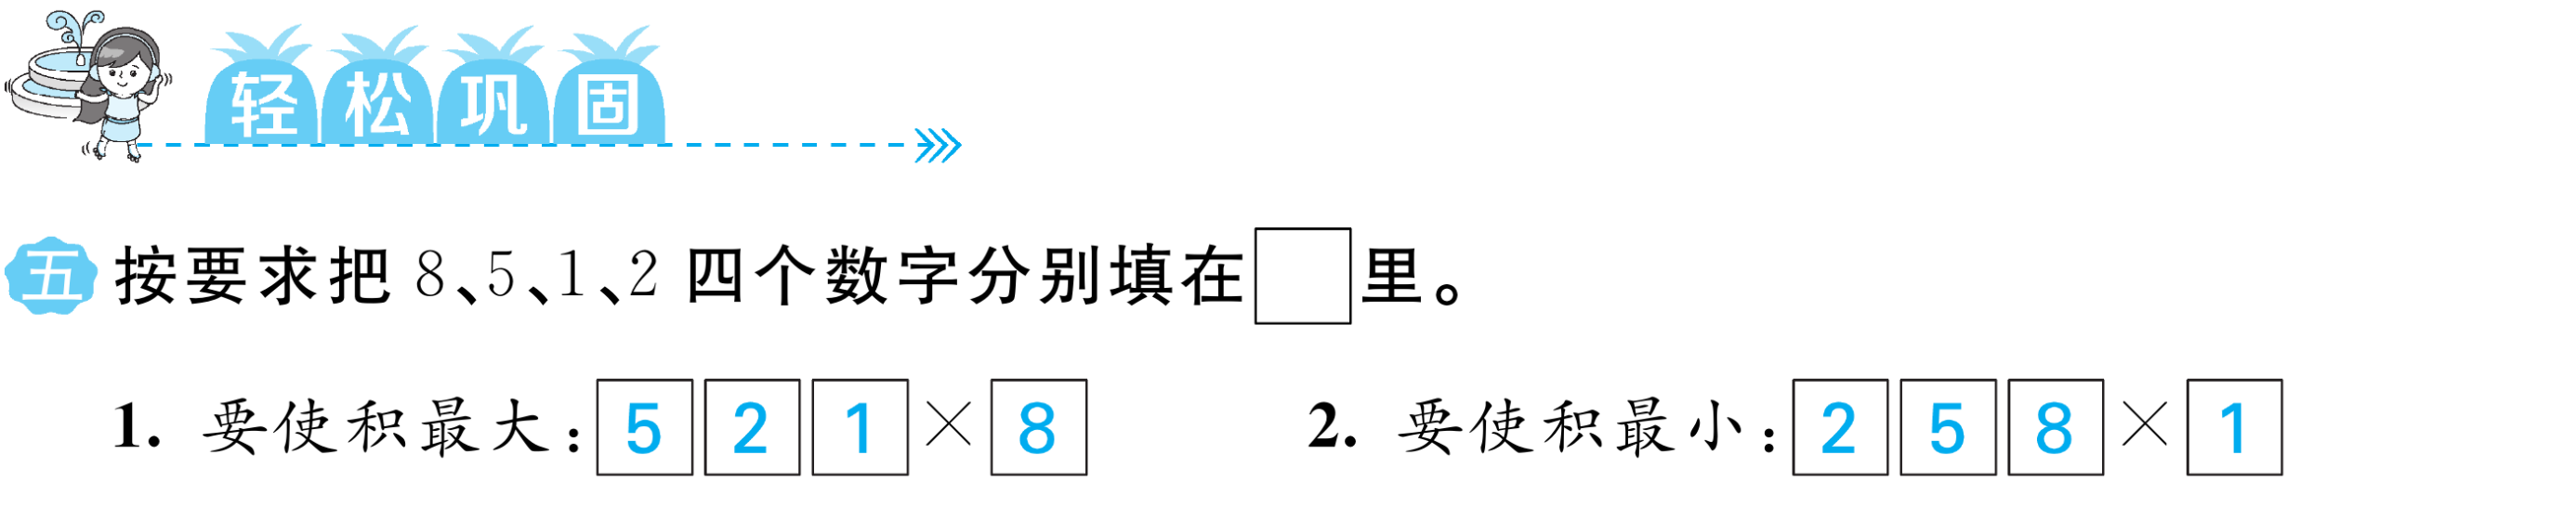 轻松巩固
五 按要求把 8、5、1、2 四个数字分别填在□里。
1. 要使积最大:5 2 1 × 8 2. 要使积最小:2 5 8 × 1